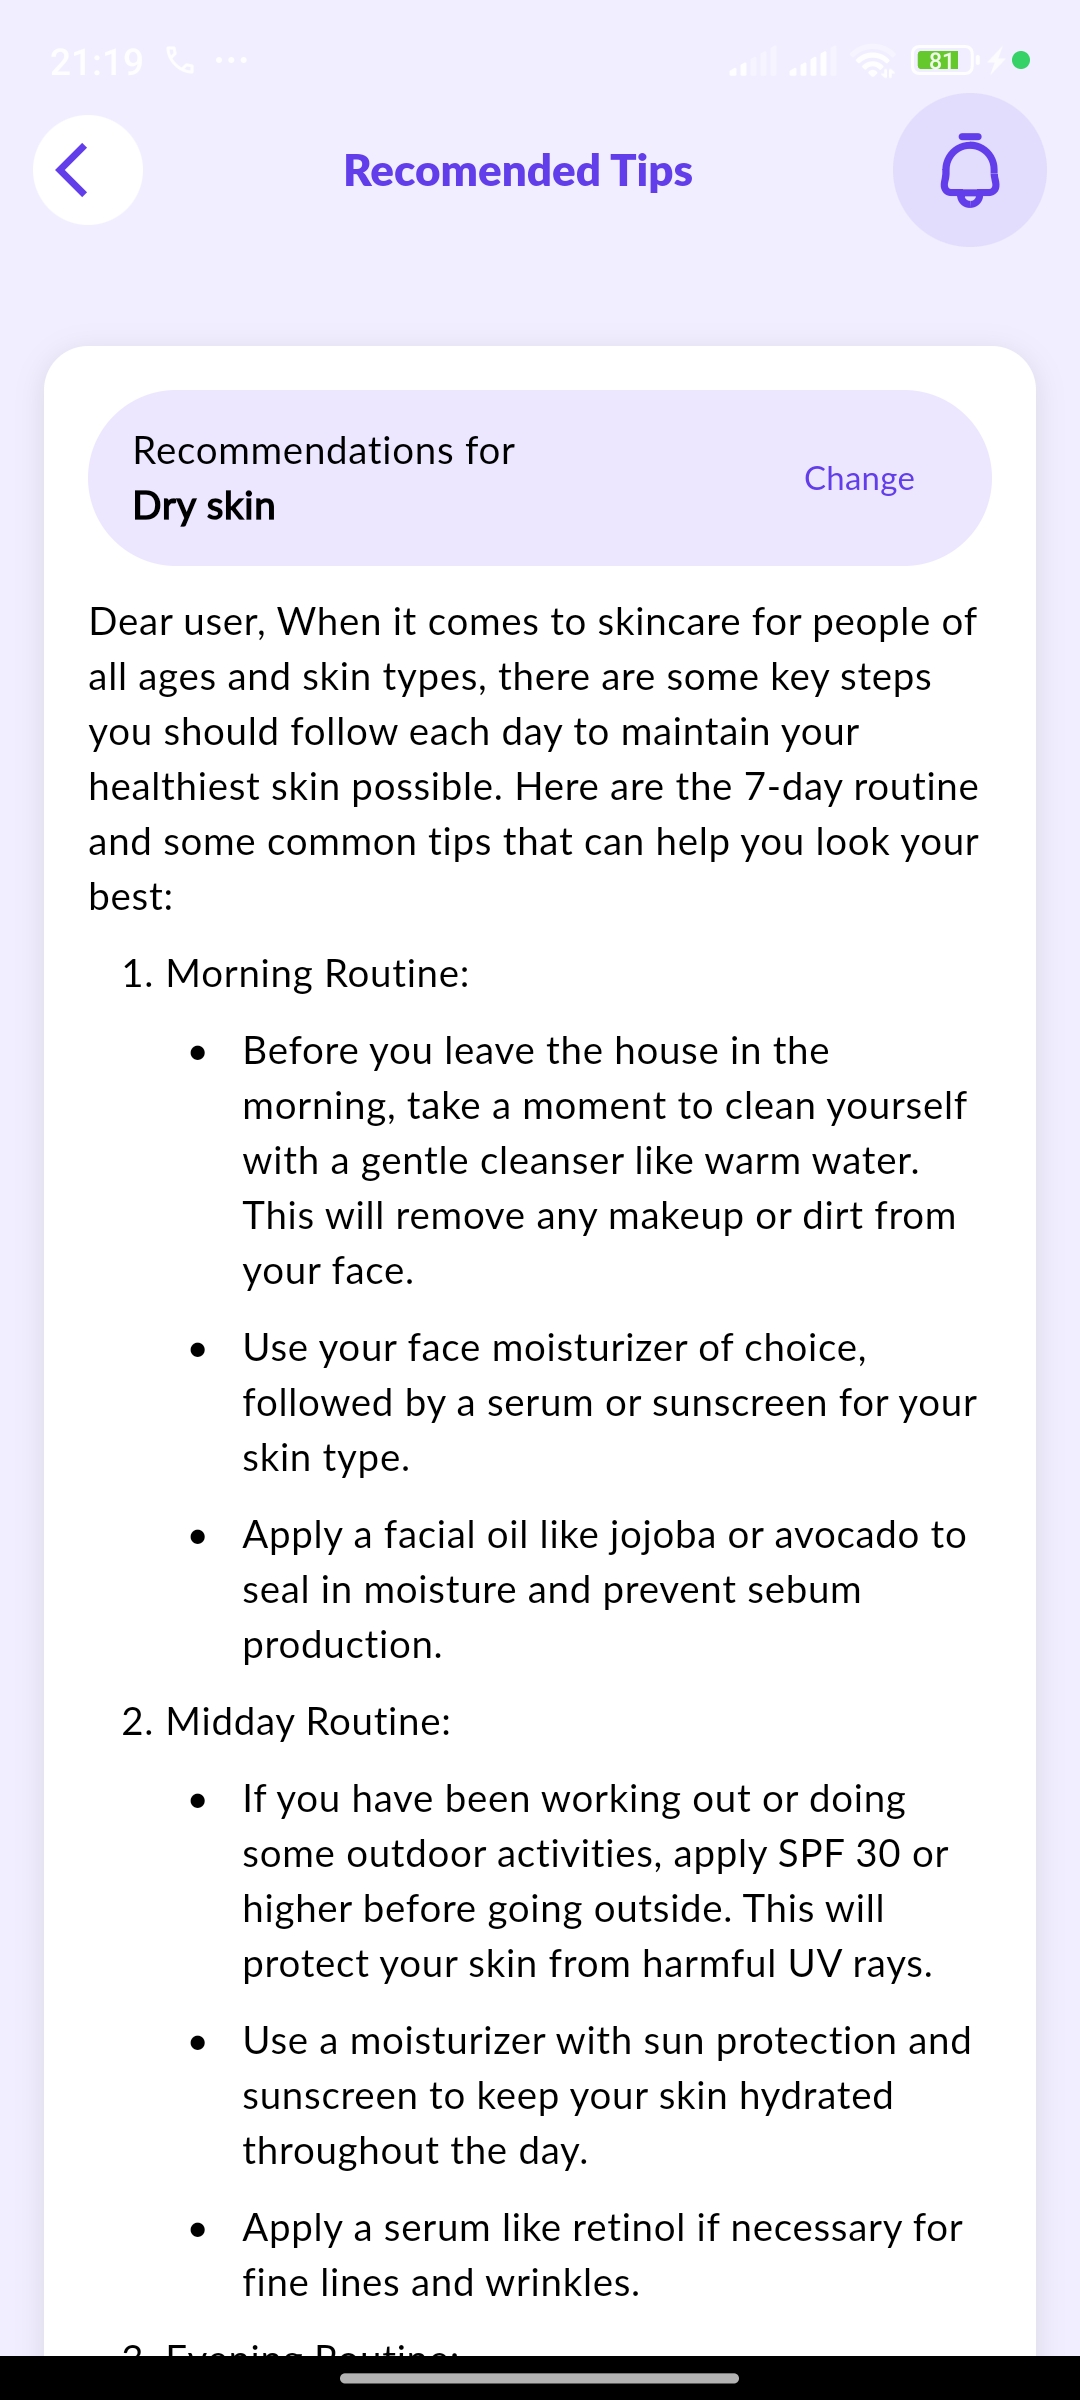 21:19
81
Recomended Tips
Recommendations for
Dry skin
Change
Dear user, When it comes to skincare for people of
all ages and skin types, there are some key steps
you should follow each day to maintain your
healthiest skin possible. Here are the 7-day routine
and some common tips that can help you look your
best:
1. Morning Routine:
• Before you leave the house in the
morning, take a moment to clean yourself
with a gentle cleanser like warm water.
This will remove any makeup or dirt from
your face.
• Use your face moisturizer of choice,
followed by a serum or sunscreen for your
skin type.
• Apply a facial oil like jojoba or avocado to
seal in moisture and prevent sebum
production.
2. Midday Routine:
• If you have been working out or doing
some outdoor activities, apply SPF 30 or
higher before going outside. This will
protect your skin from harmful UV rays.
• Use a moisturizer with sun protection and
sunscreen to keep your skin hydrated
throughout the day.
• Apply a serum like retinol if necessary for
fine lines and wrinkles.
3. Evening Routine: